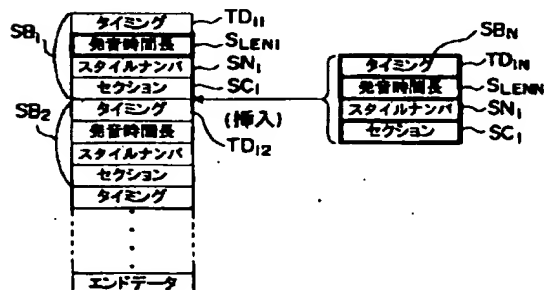 SB1
タイミング
TD11
発音時間長
SLEN1
スタイルナンバ
SN1
セクション
SC1
SB2
タイミング
TD12
発音時間長
スタイルナンバ
セクション
タイミング
エンドデータ
(挿入)
SBN
タイミング
TD1N
発音時間長
SLENN
スタイルナンバ
SN1
セクション
SC1